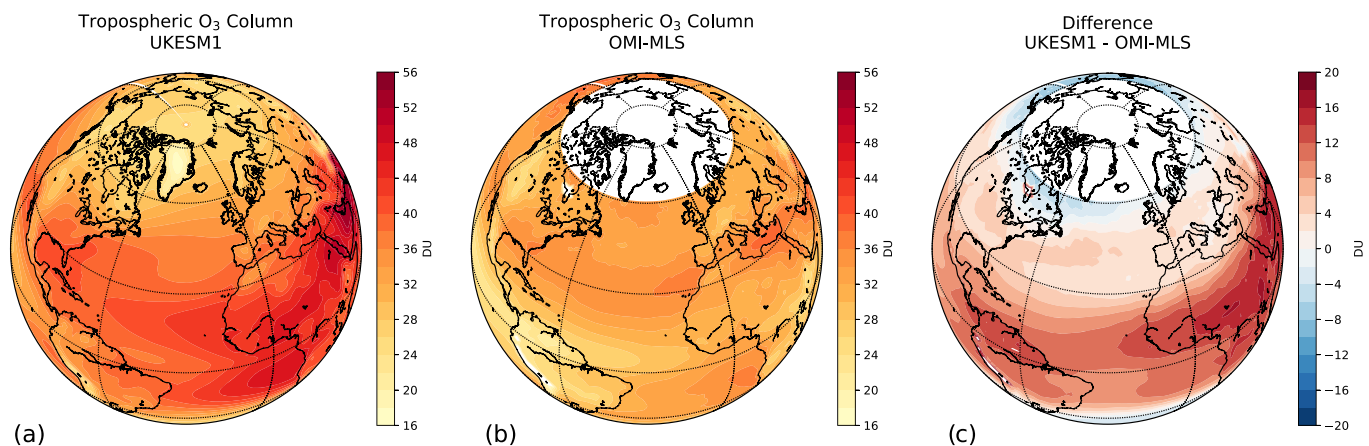 Tropospheric O₃ Column
UKESM1
56
52
48
44
40
36
32
28
24
20
16
DU
(a)
Tropospheric O₃ Column
OMI-MLS
56
52
48
44
40
36
32
28
24
20
16
DU
(b)
Difference
UKESM1 - OMI-MLS
20
16
12
8
4
0
−4
−8
−12
−16
−20
DU
(c)